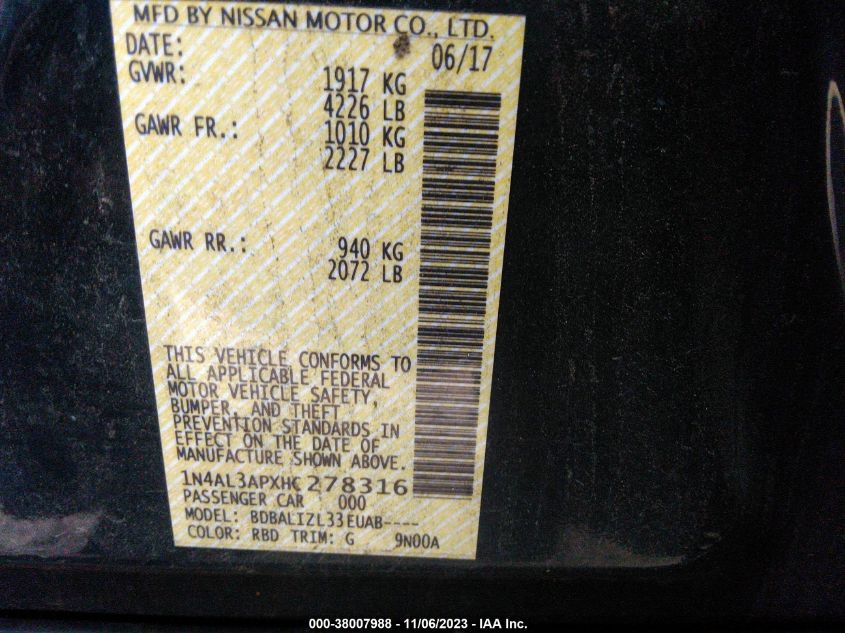 MFD BY NISSAN MOTOR CO., LTD.
DATE: 06/17
GVWR: 1917 KG
4226 LB
GAWR FR.: 1010 KG
2227 LB
GAWR RR.: 940 KG
2072 LB
THIS VEHICLE CONFORMS TO
ALL APPLICABLE FEDERAL
MOTOR VEHICLE SAFETY,
BUMPER, AND THEFT
PREVENTION STANDARDS IN
EFFECT ON THE DATE OF
MANUFACTURE SHOWN ABOVE.
1N4AL3APXHC278316
PASSENGER CAR 000
MODEL: BDBALIZL33EUAB----
COLOR: RBD TRIM: G 9N00A
000-38007988 - 11/06/2023 - IAA Inc.